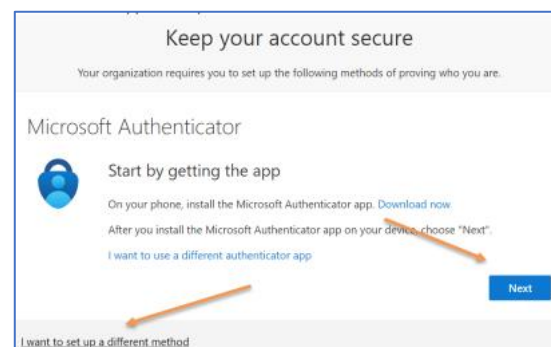 Keep your account secure
Your organization requires you to set up the following methods of proving who you are.
Microsoft Authenticator
Start by getting the app
On your phone, install the Microsoft Authenticator app. Download now
After you install the Microsoft Authenticator app on your device, choose "Next".
I want to use a different authenticator app
Next
I want to set up a different method